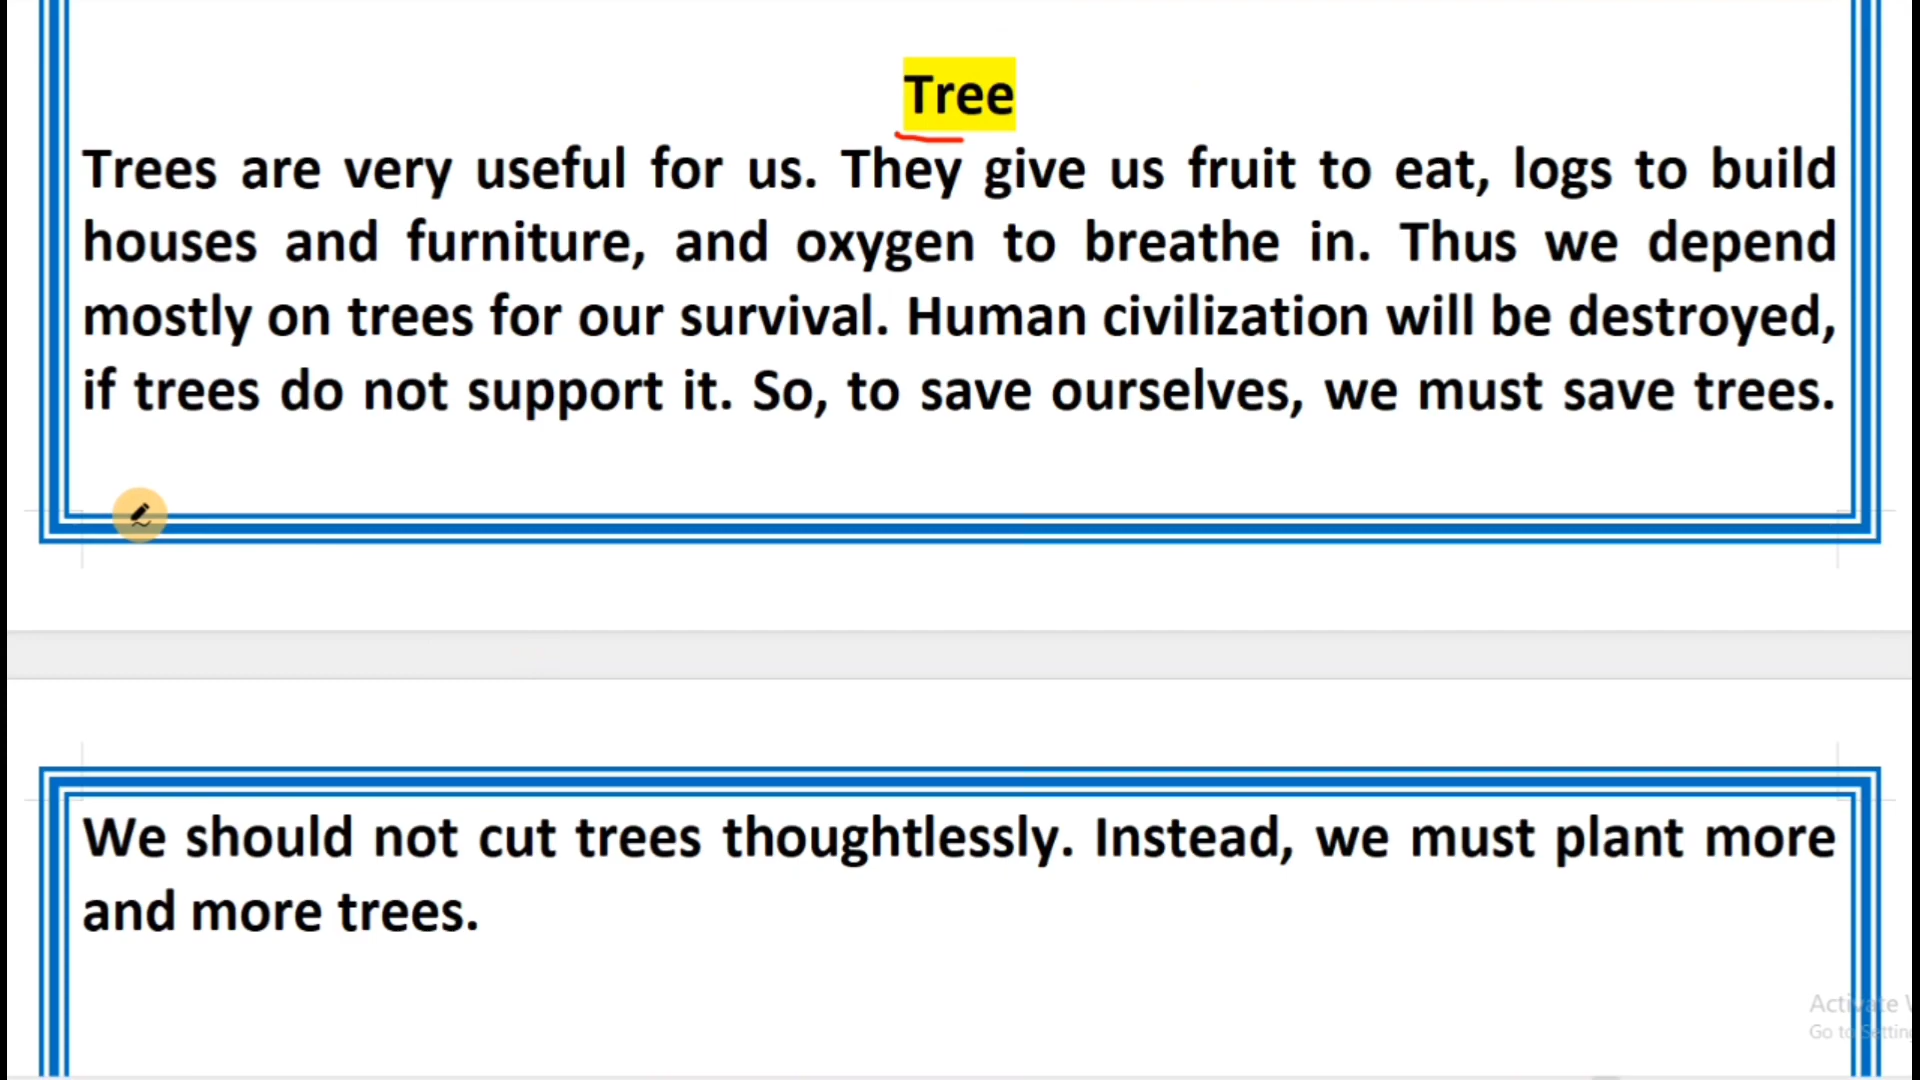 Tree
Trees are very useful for us. They give us fruit to eat, logs to build
houses and furniture, and oxygen to breathe in. Thus we depend
mostly on trees for our survival. Human civilization will be destroyed,
if trees do not support it. So, to save ourselves, we must save trees.
We should not cut trees thoughtlessly. Instead, we must plant more
and more trees.
Activate
Go to